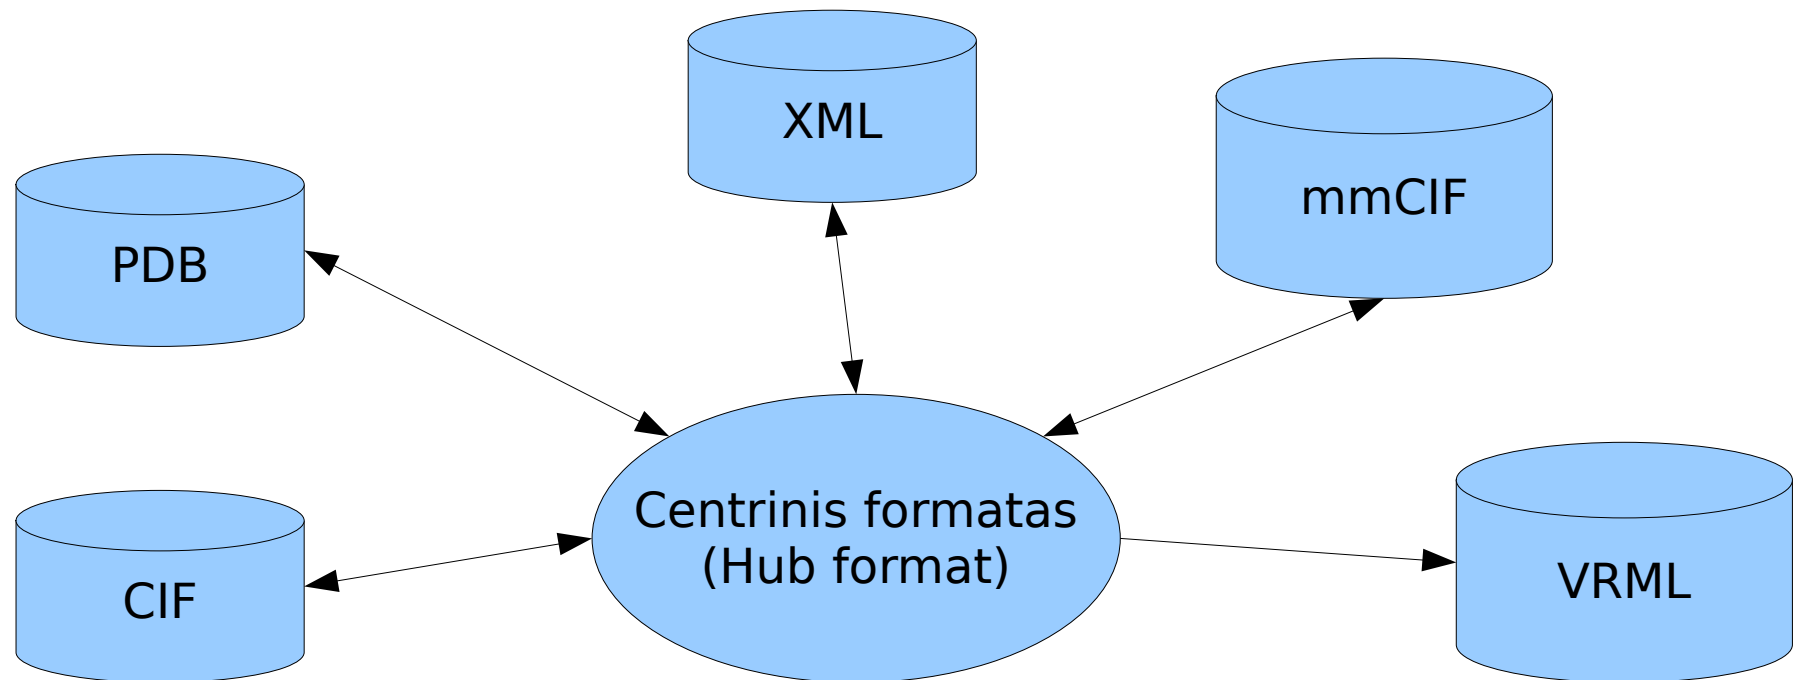 XML
mmCIF
PDB
Centrinis formatas
(Hub format)
VRML
CIF